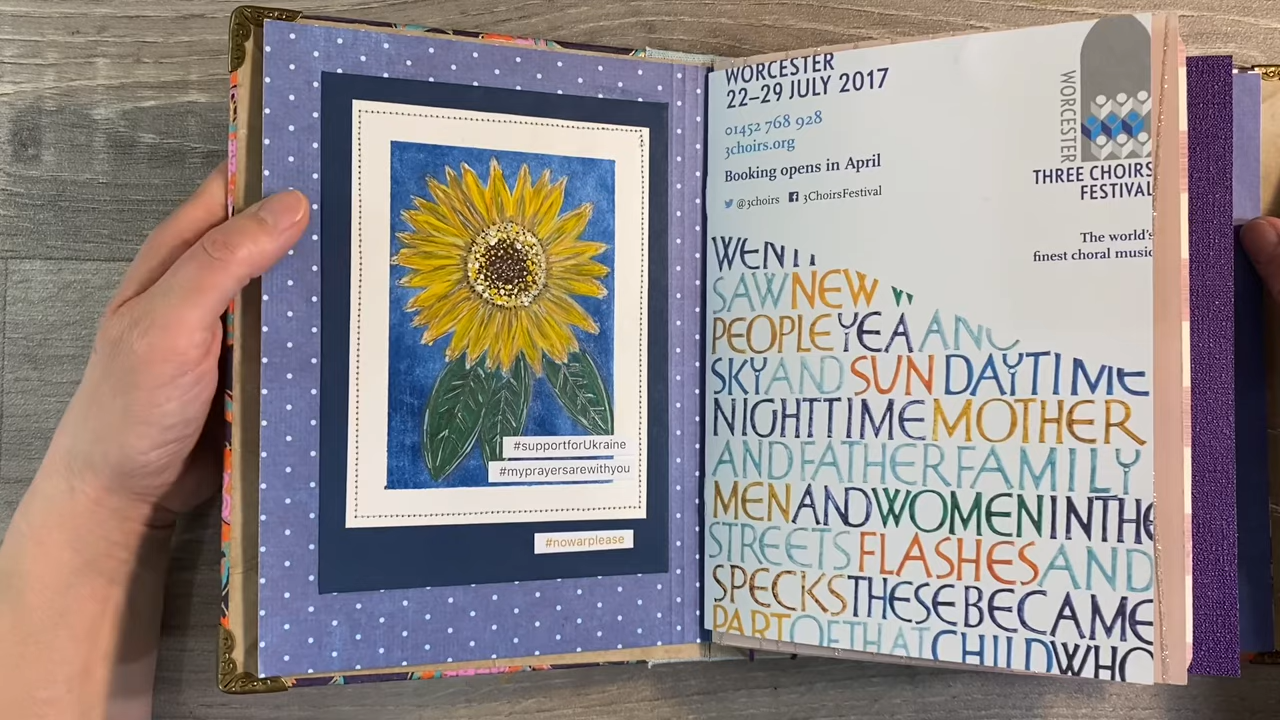 #supportforUkraine
#myprayersarewithyou
#nowarplease
WORCESTER
22–29 JULY 2017
01452 768 928
3choirs.org
Booking opens in April
@3choirs 3ChoirsFestival
WORCESTER
THREE CHOIRS
FESTIVAL
The world's
finest choral music
WENT
SAW NEW
PEOPLE YEA AND
SKY AND SUN DAYTIME
NIGHTTIME MOTHER
AND FATHER FAMILY
MEN AND WOMEN IN THE
STREETS FLASHES AND
SPECKS THESE BECAME
PART OF THAT CHILD WHO